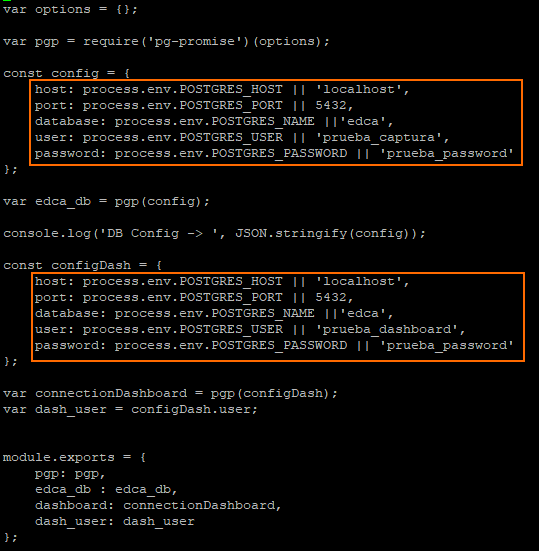 var options = {};
var pgp = require('pg-promise')(options);
const config = {
host: process.env.POSTGRES_HOST || 'localhost',
port: process.env.POSTGRES_PORT || 5432,
database: process.env.POSTGRES_NAME ||'edca',
user: process.env.POSTGRES_USER || 'prueba_captura',
password: process.env.POSTGRES_PASSWORD || 'prueba_password'
};
var edca_db = pgp(config);
console.log('DB Config -> ', JSON.stringify(config));
const configDash = {
host: process.env.POSTGRES_HOST || 'localhost',
port: process.env.POSTGRES_PORT || 5432,
database: process.env.POSTGRES_NAME ||'edca',
user: process.env.POSTGRES_USER || 'prueba_dashboard',
password: process.env.POSTGRES_PASSWORD || 'prueba_password'
};
var connectionDashboard = pgp(configDash);
var dash_user = configDash.user;
module.exports = {
pgp: pgp,
edca_db : edca_db,
dashboard: connectionDashboard,
dash_user: dash_user
};